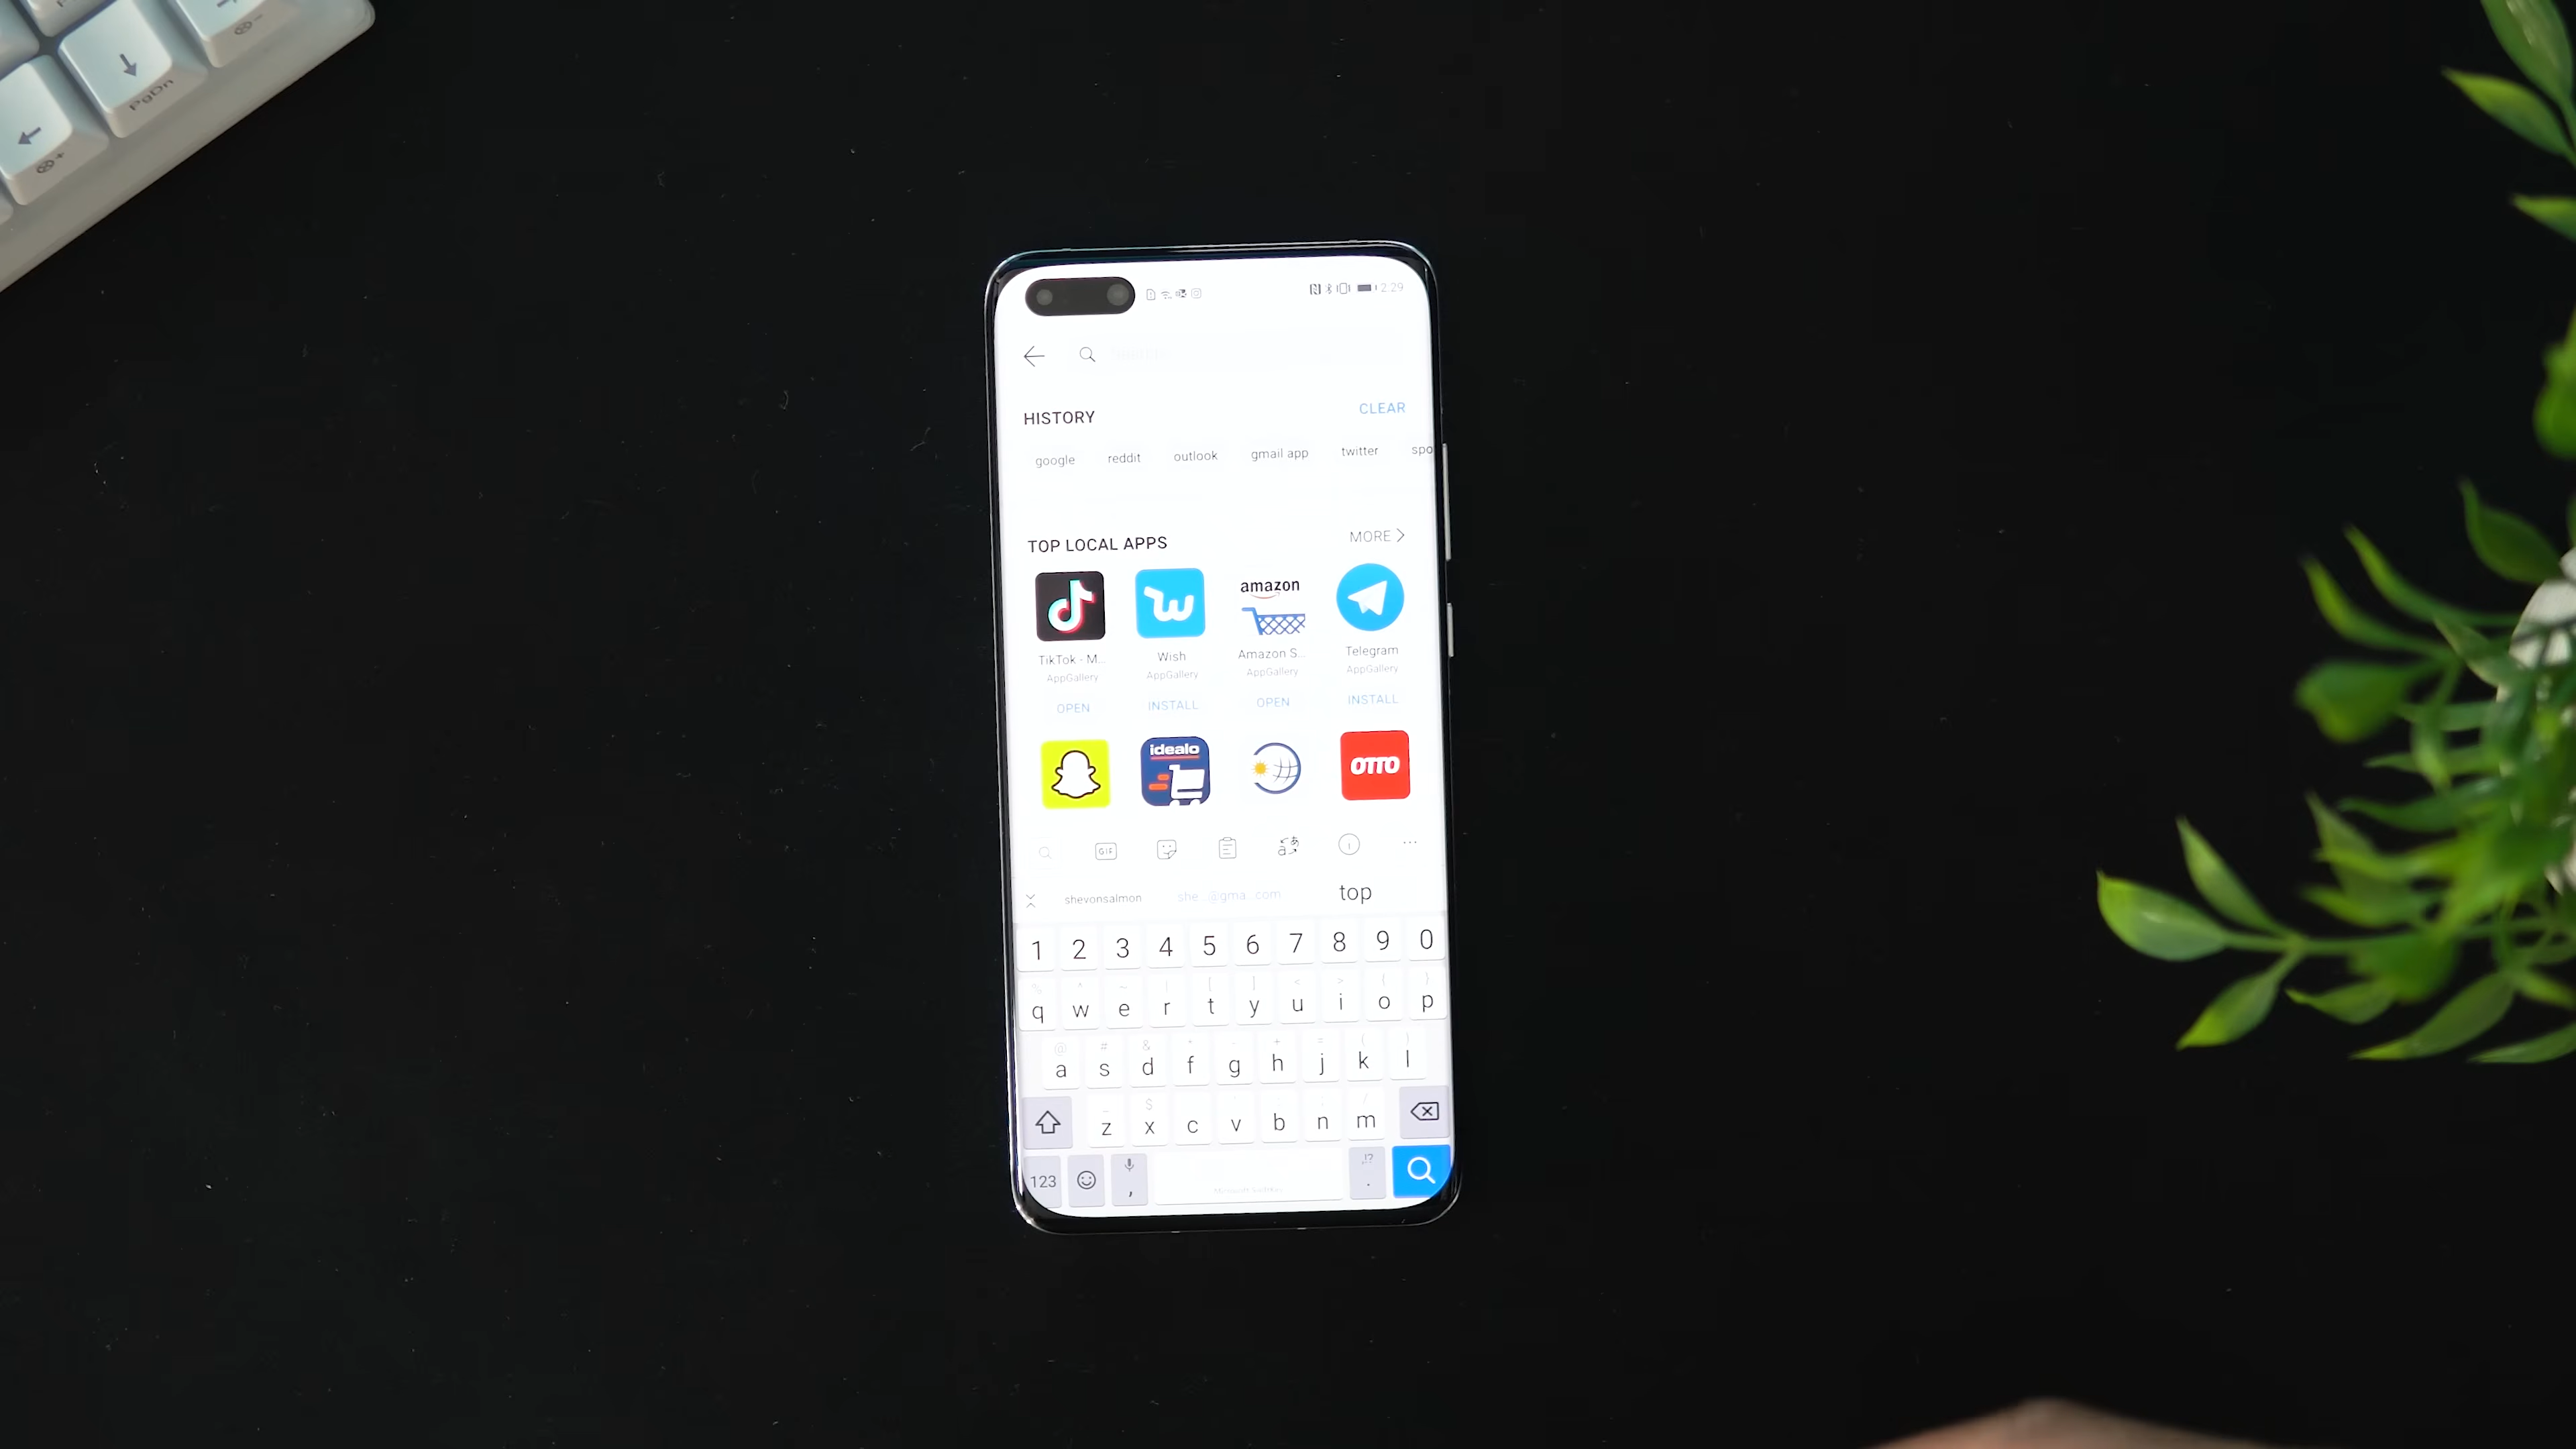 PgDn
2:29
HISTORY
CLEAR
google reddit outlook gmail app twitter spo
TOP LOCAL APPS
MORE
amazon
TikTok - M... Wish Amazon S... Telegram
AppGallery AppGallery AppGallery AppGallery
OPEN INSTALL OPEN INSTALL
idealo
OTTO
GIF
shevonsalmon she...@gma...com top
1 2 3 4 5 6 7 8 9 0
q w e r t y u i o p
a s d f g h j k l
z x c v b n m
123 , !? .